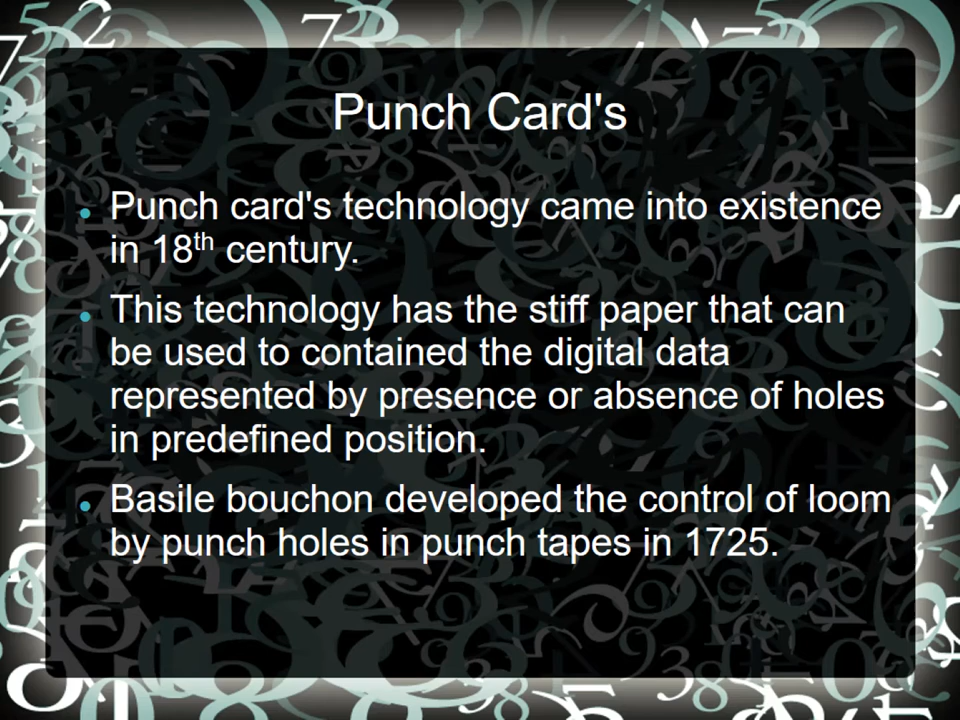 Punch Card's
Punch card's technology came into existence
in 18th century.
This technology has the stiff paper that can
be used to contained the digital data
represented by presence or absence of holes
in predefined position.
Basile bouchon developed the control of loom
by punch holes in punch tapes in 1725.